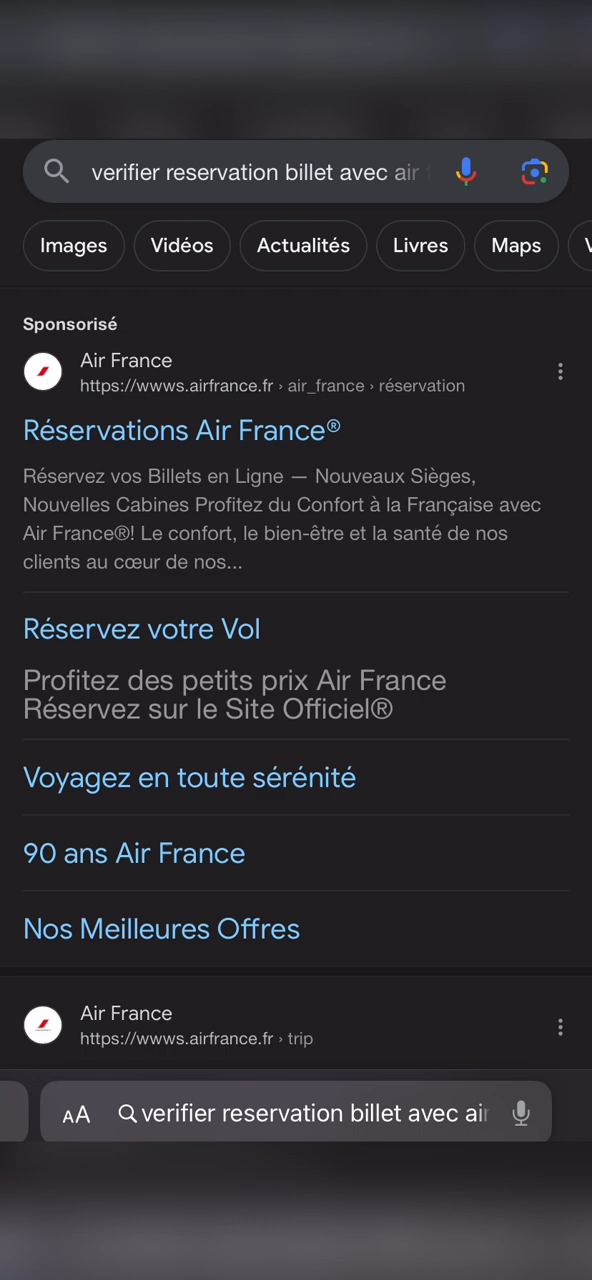 verifier reservation billet avec air
Images Vidéos Actualités Livres Maps
Sponsorisé
Air France
https://wwws.airfrance.fr › air_france › réservation
Réservations Air France®
Réservez vos Billets en Ligne — Nouveaux Sièges,
Nouvelles Cabines Profitez du Confort à la Française avec
Air France®! Le confort, le bien-être et la santé de nos
clients au cœur de nos...
Réservez votre Vol
Profitez des petits prix Air France
Réservez sur le Site Officiel®
Voyagez en toute sérénité
90 ans Air France
Nos Meilleures Offres
Air France
https://wwws.airfrance.fr › trip
AA verifier reservation billet avec air